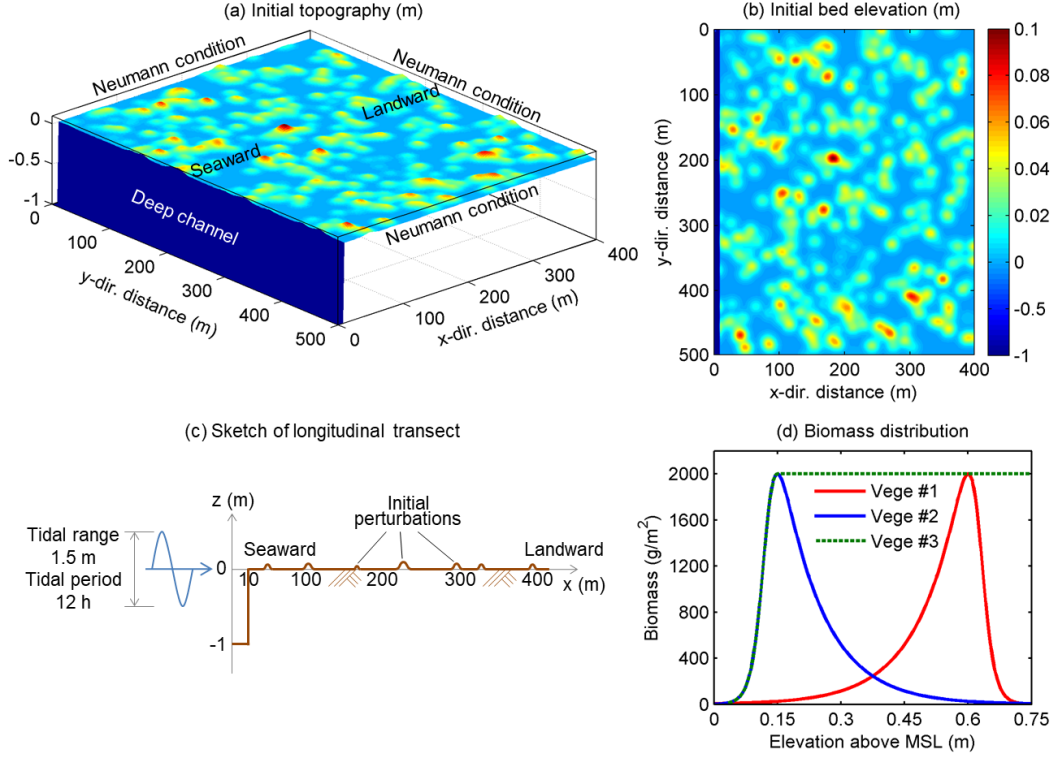 (a) Initial topography (m)
Neumann condition
Neumann condition
Landward
Seaward
Deep channel
Neumann condition
0
-0.5
-1
0
100
200
300
400
500
y-dir. distance (m)
0
100
200
300
400
x-dir. distance (m)
(b) Initial bed elevation (m)
0
100
200
300
400
500
y-dir. distance (m)
0
100
200
300
400
x-dir. distance (m)
0.1
0.08
0.06
0.04
0.02
0
-0.5
-1
(c) Sketch of longitudinal transect
z (m)
Tidal range
1.5 m
Tidal period
12 h
Seaward
Initial
perturbations
Landward
0
10
100
200
300
400
x (m)
-1
(d) Biomass distribution
Biomass (g/m²)
2000
1600
1200
800
400
0
Vege #1
Vege #2
Vege #3
0
0.15
0.3
0.45
0.6
0.75
Elevation above MSL (m)